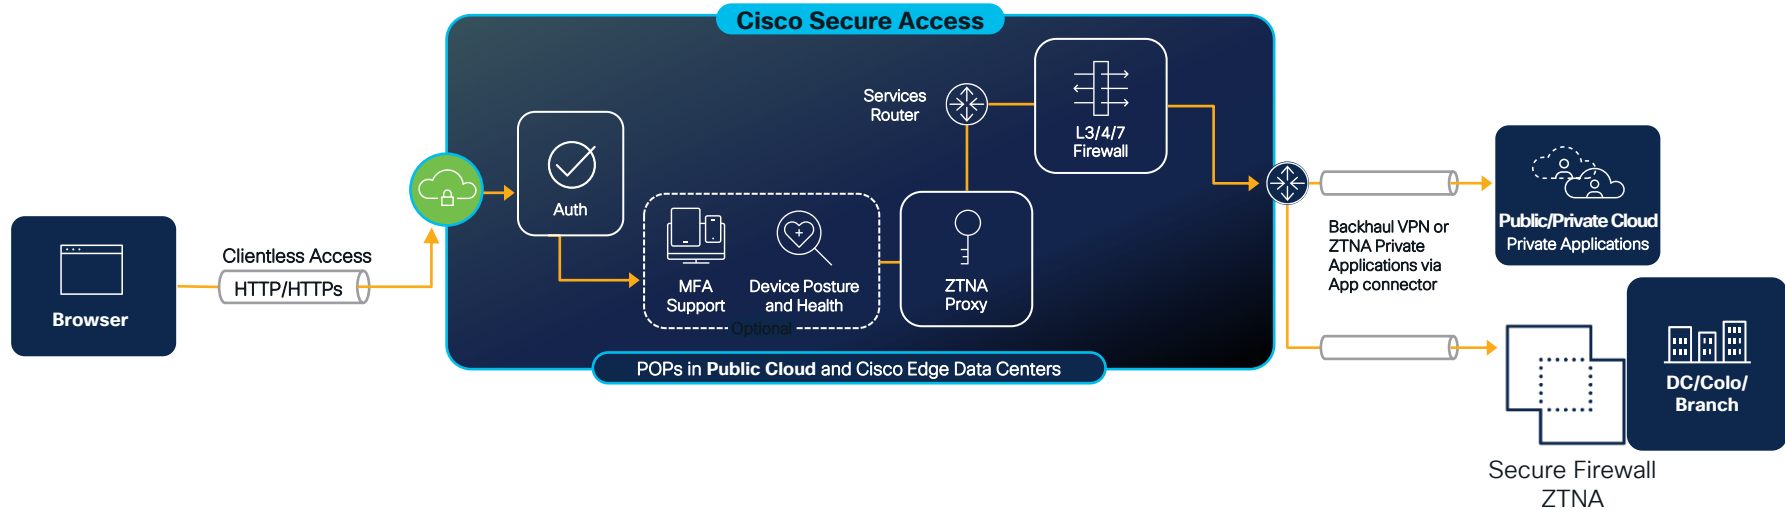 Cisco Secure Access
Browser
Clientless Access
HTTP/HTTPs
Auth
MFA
Support
Device Posture
and Health
Optional
ZTNA
Proxy
Services
Router
L3/4/7
Firewall
POPs in Public Cloud and Cisco Edge Data Centers
Backhaul VPN or
ZTNA Private
Applications via
App connector
Public/Private Cloud
Private Applications
DC/Colo/
Branch
Secure Firewall
ZTNA